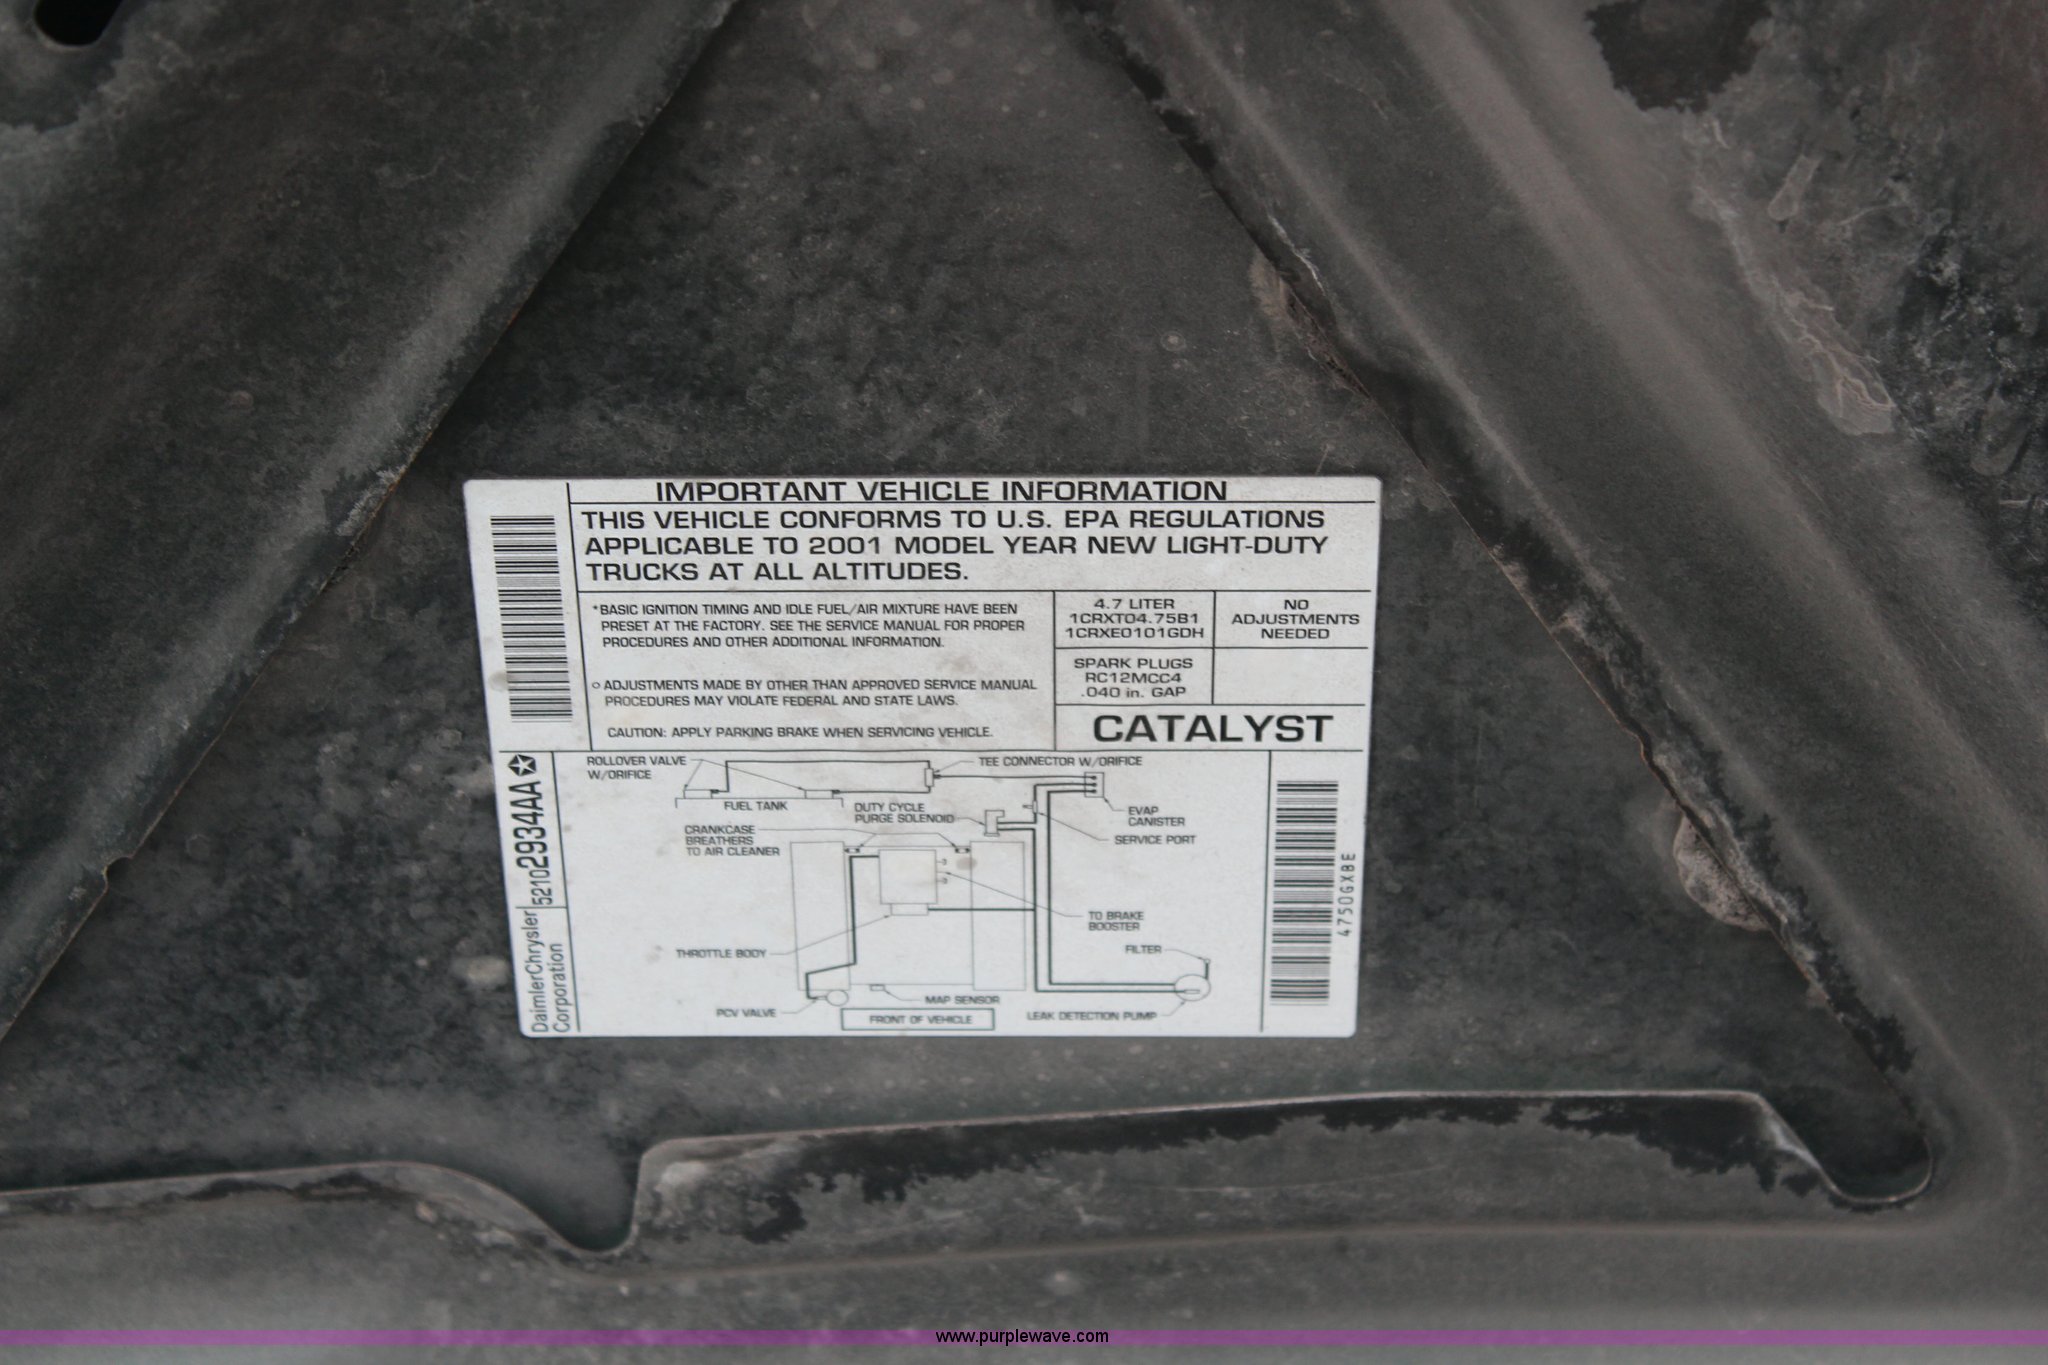 IMPORTANT VEHICLE INFORMATION
THIS VEHICLE CONFORMS TO U.S. EPA REGULATIONS
APPLICABLE TO 2001 MODEL YEAR NEW LIGHT-DUTY
TRUCKS AT ALL ALTITUDES.
*BASIC IGNITION TIMING AND IDLE FUEL/AIR MIXTURE HAVE BEEN
PRESET AT THE FACTORY. SEE THE SERVICE MANUAL FOR PROPER
PROCEDURES AND OTHER ADDITIONAL INFORMATION.
○ ADJUSTMENTS MADE BY OTHER THAN APPROVED SERVICE MANUAL
PROCEDURES MAY VIOLATE FEDERAL AND STATE LAWS.
CAUTION: APPLY PARKING BRAKE WHEN SERVICING VEHICLE.
4.7 LITER
1CRXT04.75B1
1CRXE0101GDH
NO
ADJUSTMENTS
NEEDED
SPARK PLUGS
RC12MCC4
.040 in. GAP
CATALYST
ROLLOVER VALVE
W/ORIFICE
TEE CONNECTOR W/ORIFICE
FUEL TANK
DUTY CYCLE
PURGE SOLENOID
EVAP
CANISTER
CRANKCASE
BREATHERS
TO AIR CLEANER
SERVICE PORT
TO BRAKE
BOOSTER
THROTTLE BODY
FILTER
MAP SENSOR
PCV VALVE
FRONT OF VEHICLE
LEAK DETECTION PUMP
52102934AA
DaimlerChrysler
Corporation
4750GXBE
www.purplewave.com